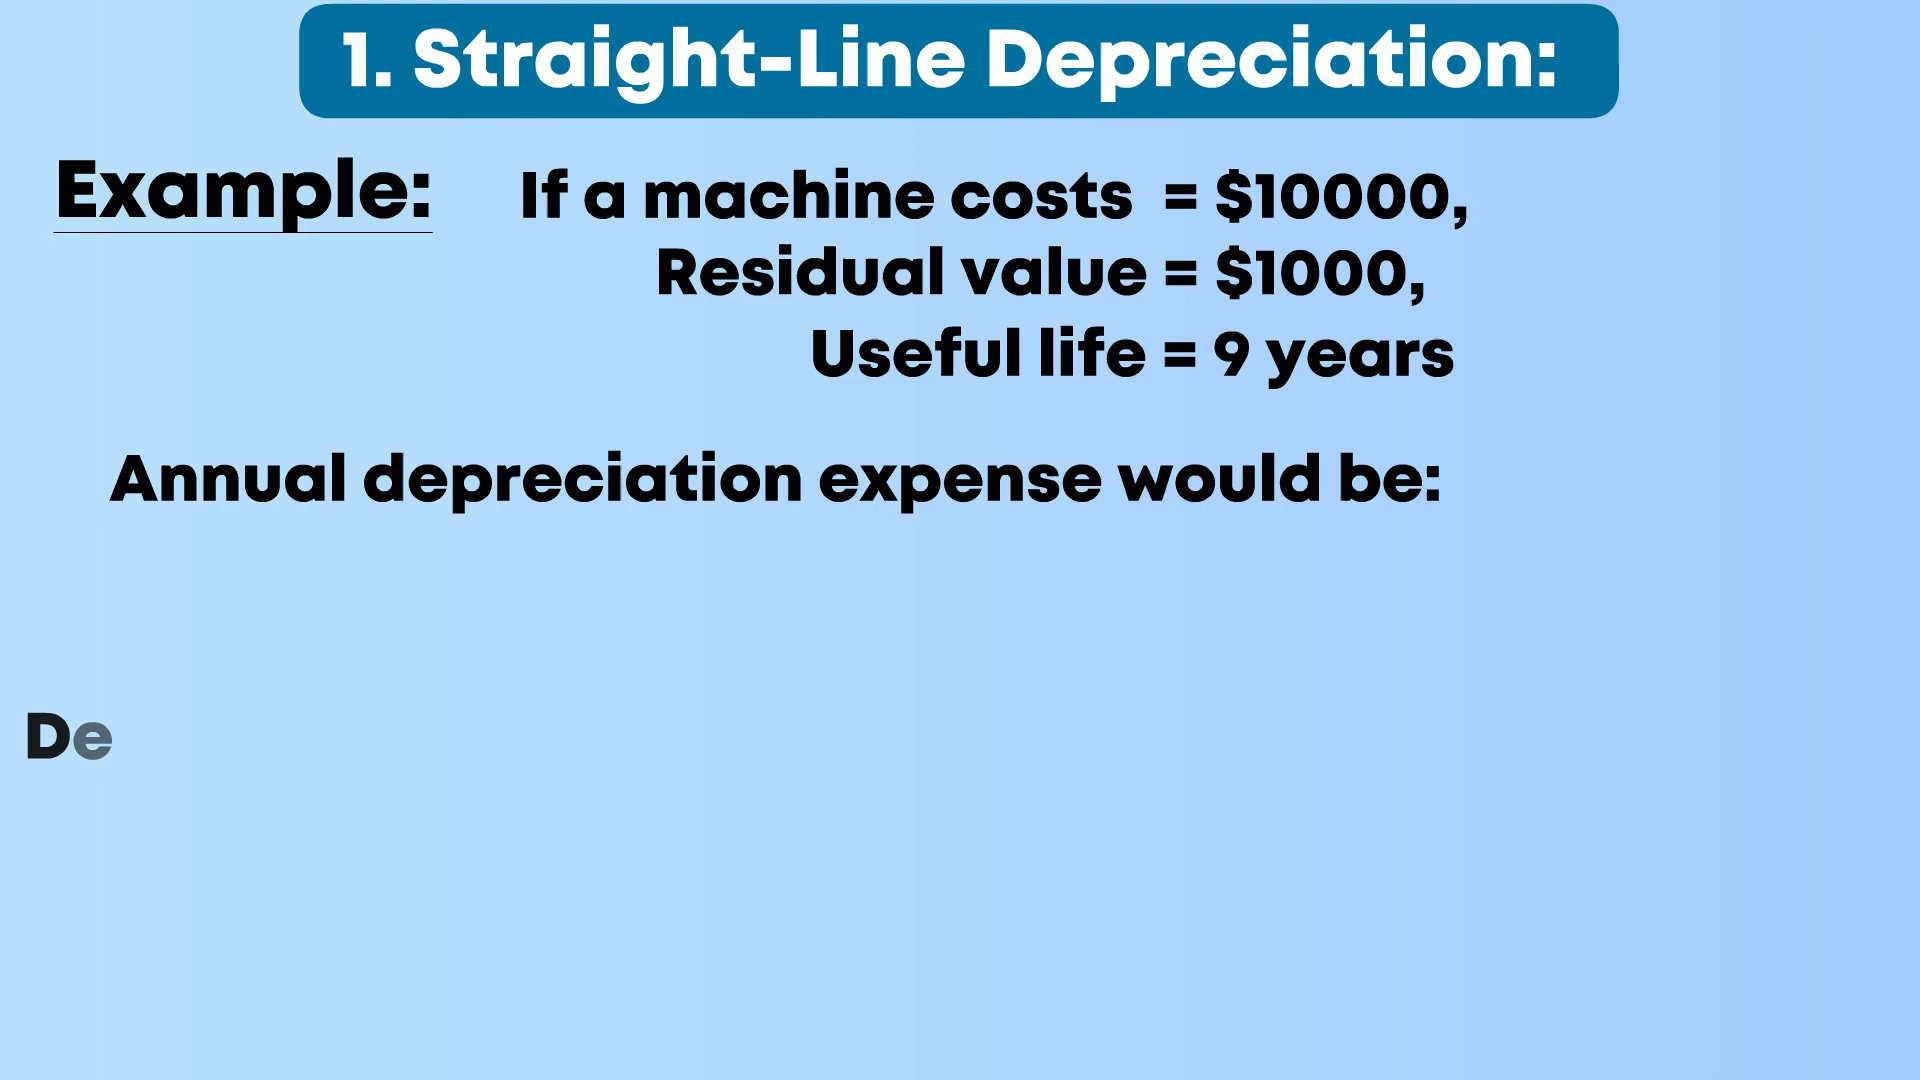 1. Straight-Line Depreciation:
Example: If a machine costs = $10000,
Residual value = $1000,
Useful life = 9 years
Annual depreciation expense would be:
De